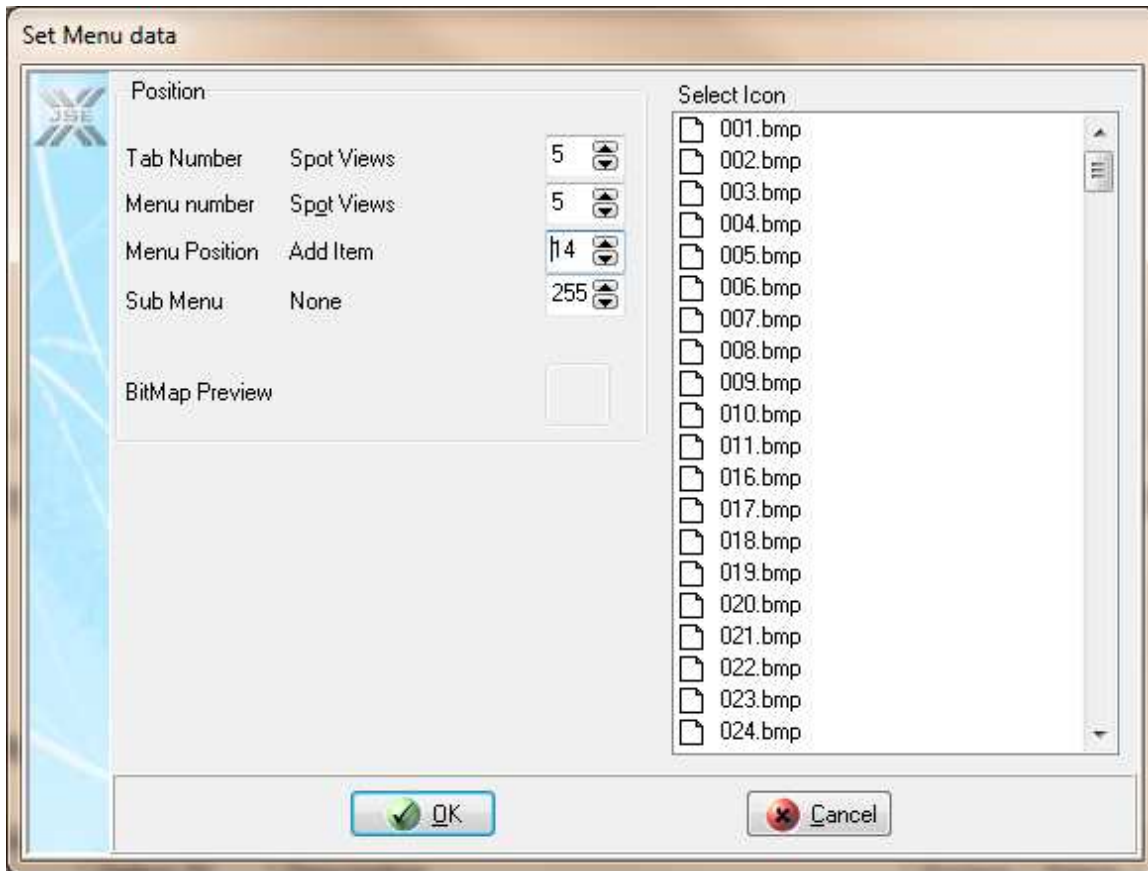 Set Menu data
JSE
Position
Tab Number Spot Views 5
Menu number Spot Views 5
Menu Position Add Item 14
Sub Menu None 255
BitMap Preview
Select Icon
001.bmp
002.bmp
003.bmp
004.bmp
005.bmp
006.bmp
007.bmp
008.bmp
009.bmp
010.bmp
011.bmp
016.bmp
017.bmp
018.bmp
019.bmp
020.bmp
021.bmp
022.bmp
023.bmp
024.bmp
OK
Cancel